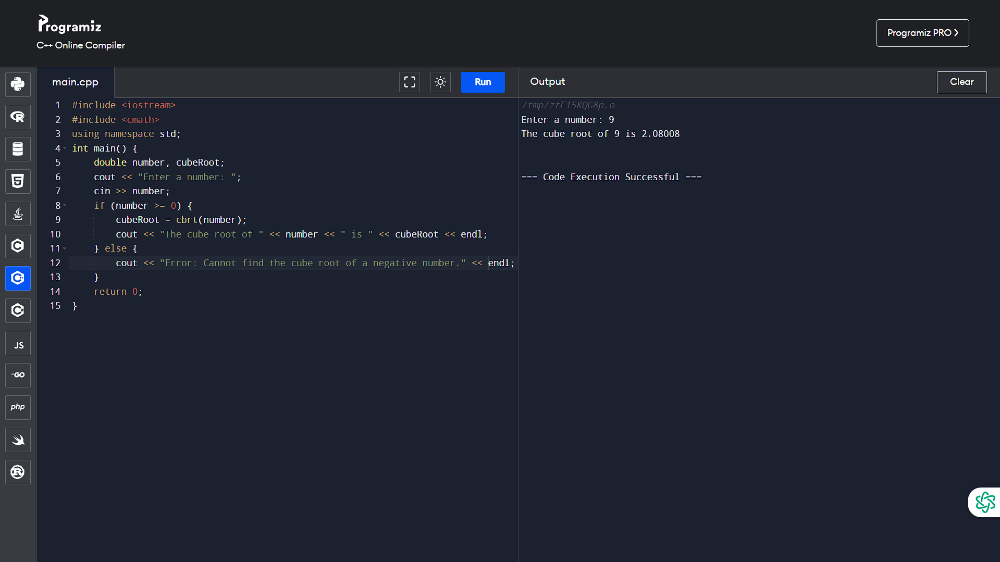 Programiz
C++ Online Compiler
Programiz PRO ❯
main.cpp
Run
Output
Clear
1 #include <iostream>
2 #include <cmath>
3 using namespace std;
4 int main() {
5     double number, cubeRoot;
6     cout << "Enter a number: ";
7     cin >> number;
8     if (number >= 0) {
9         cubeRoot = cbrt(number);
10         cout << "The cube root of " << number << " is " << cubeRoot << endl;
11     } else {
12         cout << "Error: Cannot find the cube root of a negative number." << endl;
13     }
14     return 0;
15 }
/tmp/ztE15KQG8p.o
Enter a number: 9
The cube root of 9 is 2.08008
=== Code Execution Successful ===
R
5
C
C++
C#
JS
GO
php
R